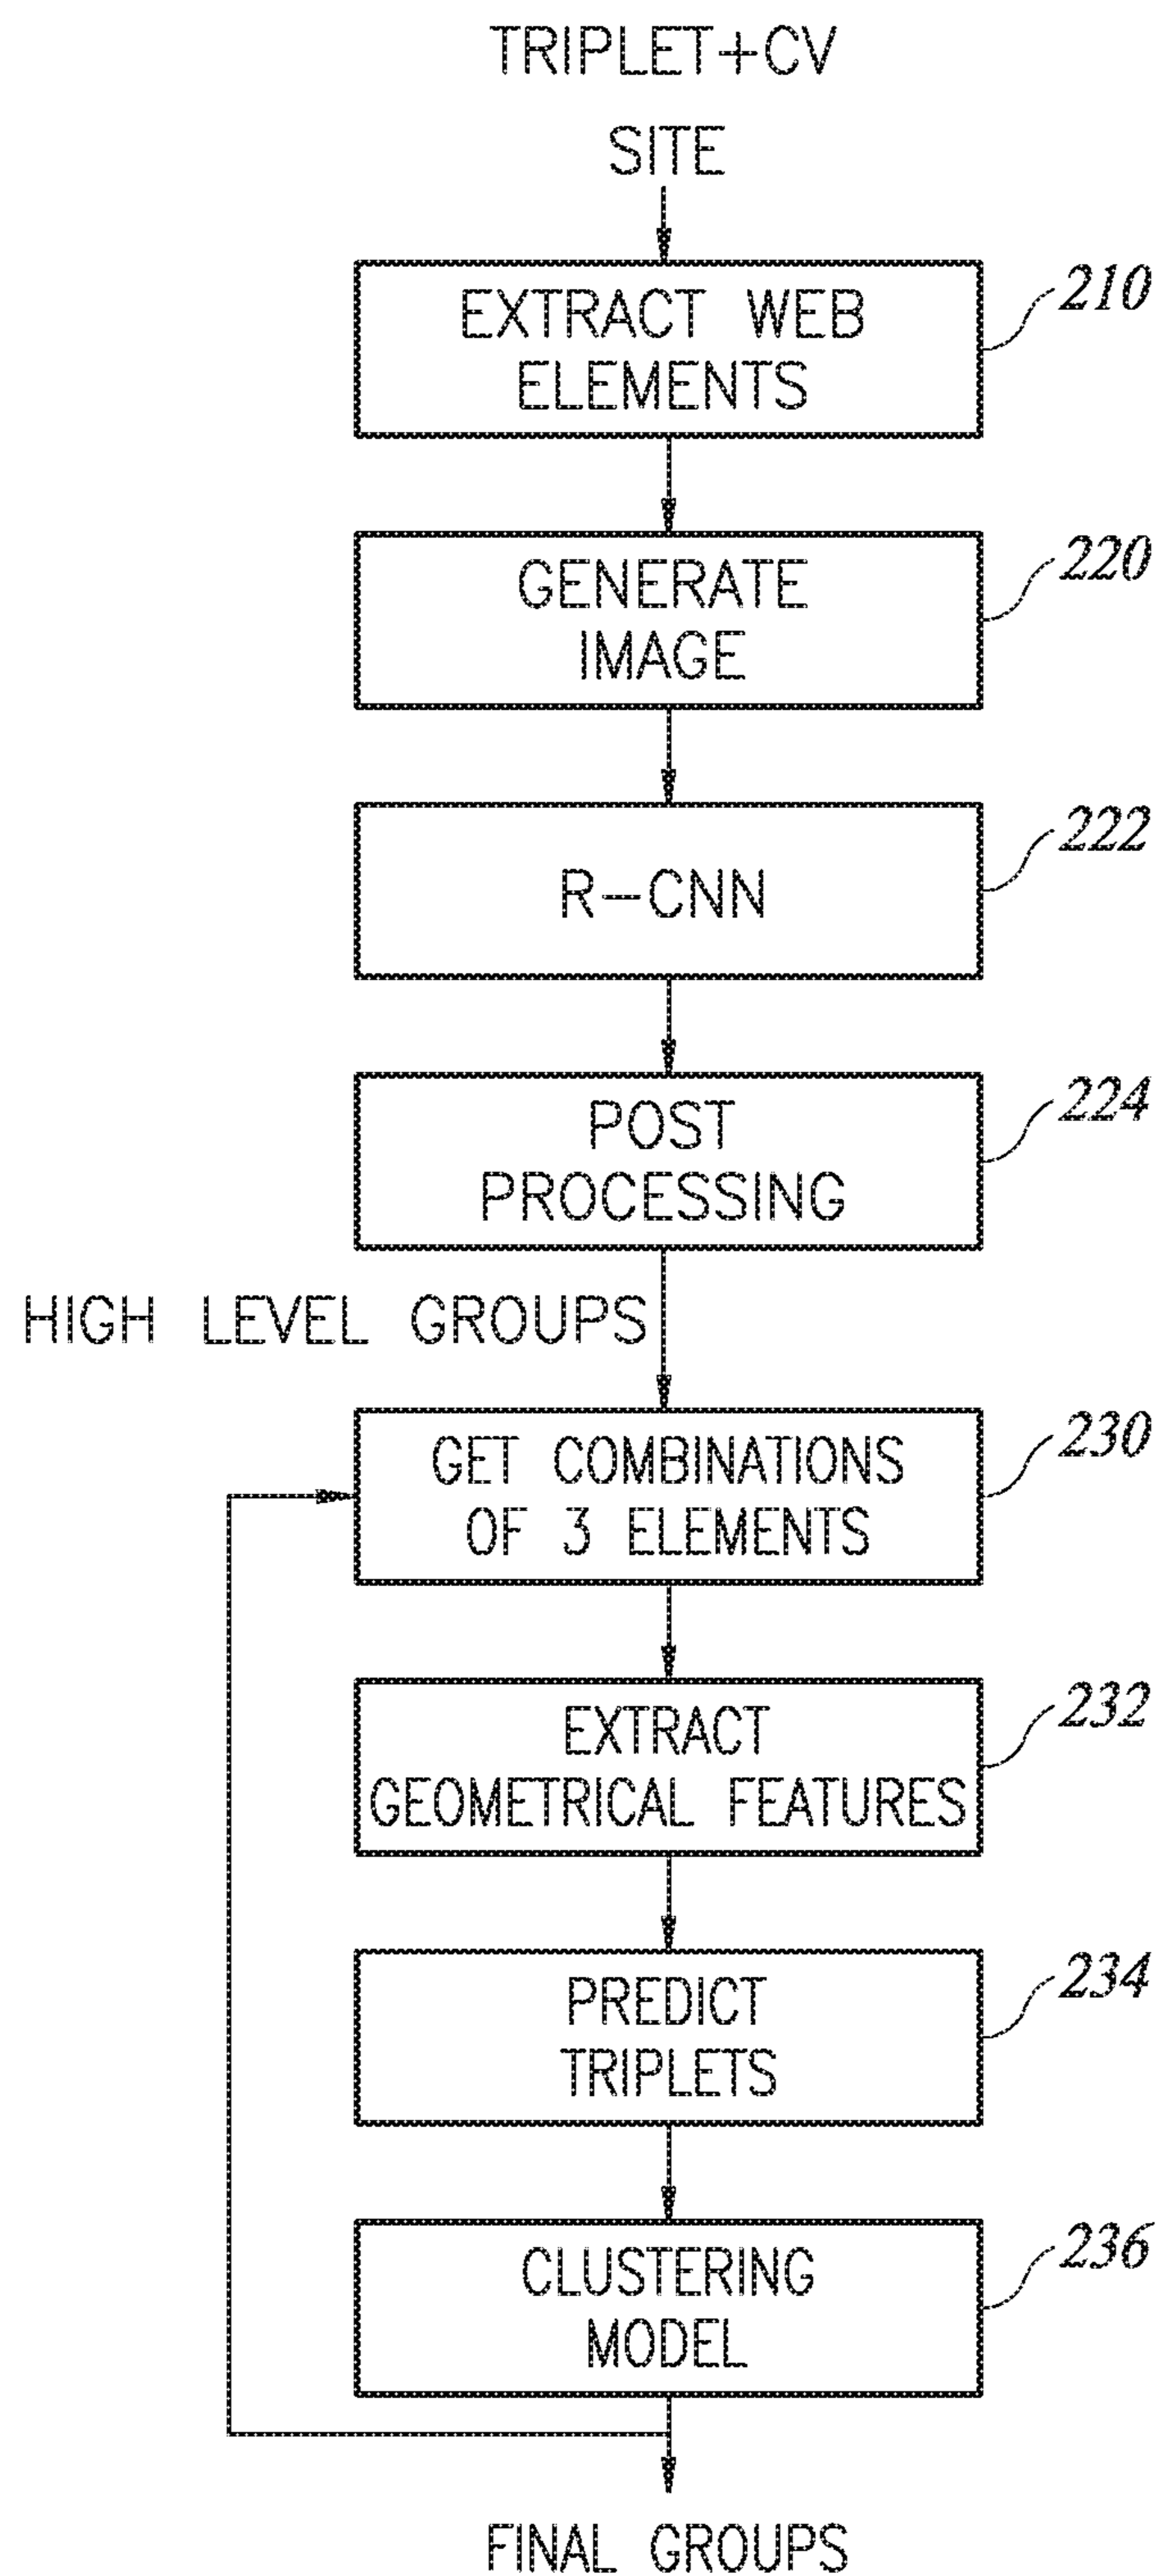 TRIPLET+CV
SITE
EXTRACT WEB
ELEMENTS
210
GENERATE
IMAGE
220
R-CNN
222
POST
PROCESSING
224
HIGH LEVEL GROUPS
GET COMBINATIONS
OF 3 ELEMENTS
230
EXTRACT
GEOMETRICAL FEATURES
232
PREDICT
TRIPLETS
234
CLUSTERING
MODEL
236
FINAL GROUPS